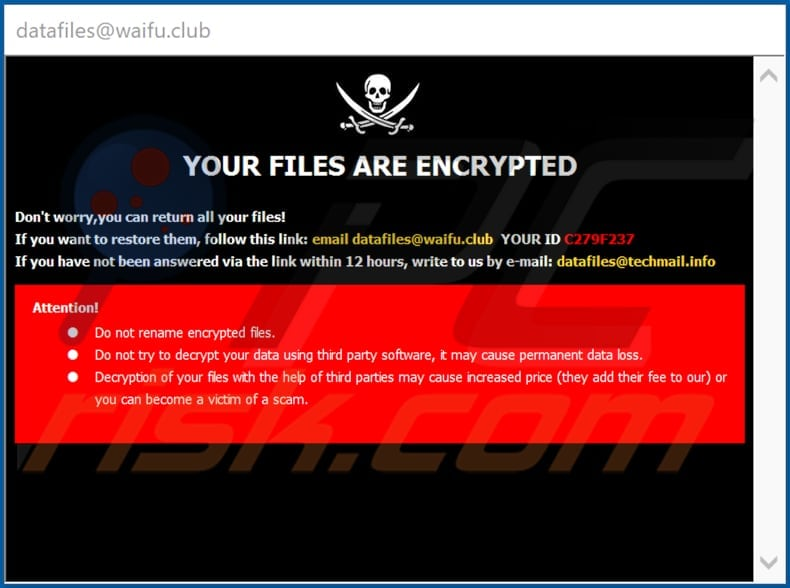 datafiles@waifu.club
YOUR FILES ARE ENCRYPTED
Don't worry,you can return all your files!
If you want to restore them, follow this link: email datafiles@waifu.club YOUR ID C279F237
If you have not been answered via the link within 12 hours, write to us by e-mail: datafiles@techmail.info
Attention!
Do not rename encrypted files.
Do not try to decrypt your data using third party software, it may cause permanent data loss.
Decryption of your files with the help of third parties may cause increased price (they add their fee to our) or
you can become a victim of a scam.
PC
risk.com